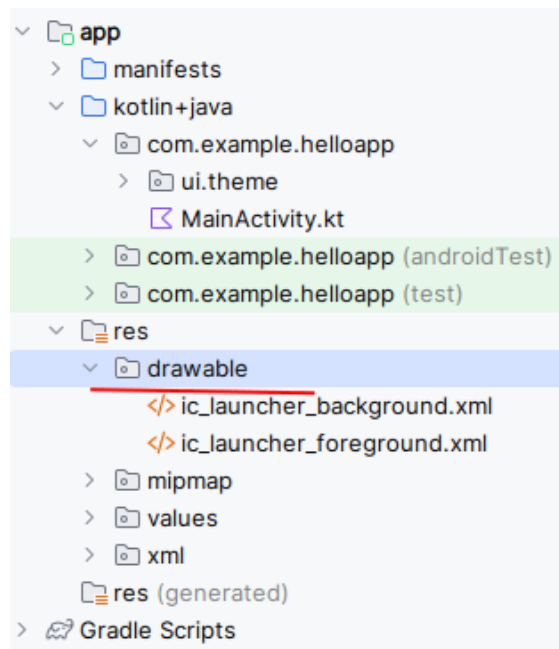 app
manifests
kotlin+java
com.example.helloapp
ui.theme
MainActivity.kt
com.example.helloapp (androidTest)
com.example.helloapp (test)
res
drawable
ic_launcher_background.xml
ic_launcher_foreground.xml
mipmap
values
xml
res (generated)
Gradle Scripts